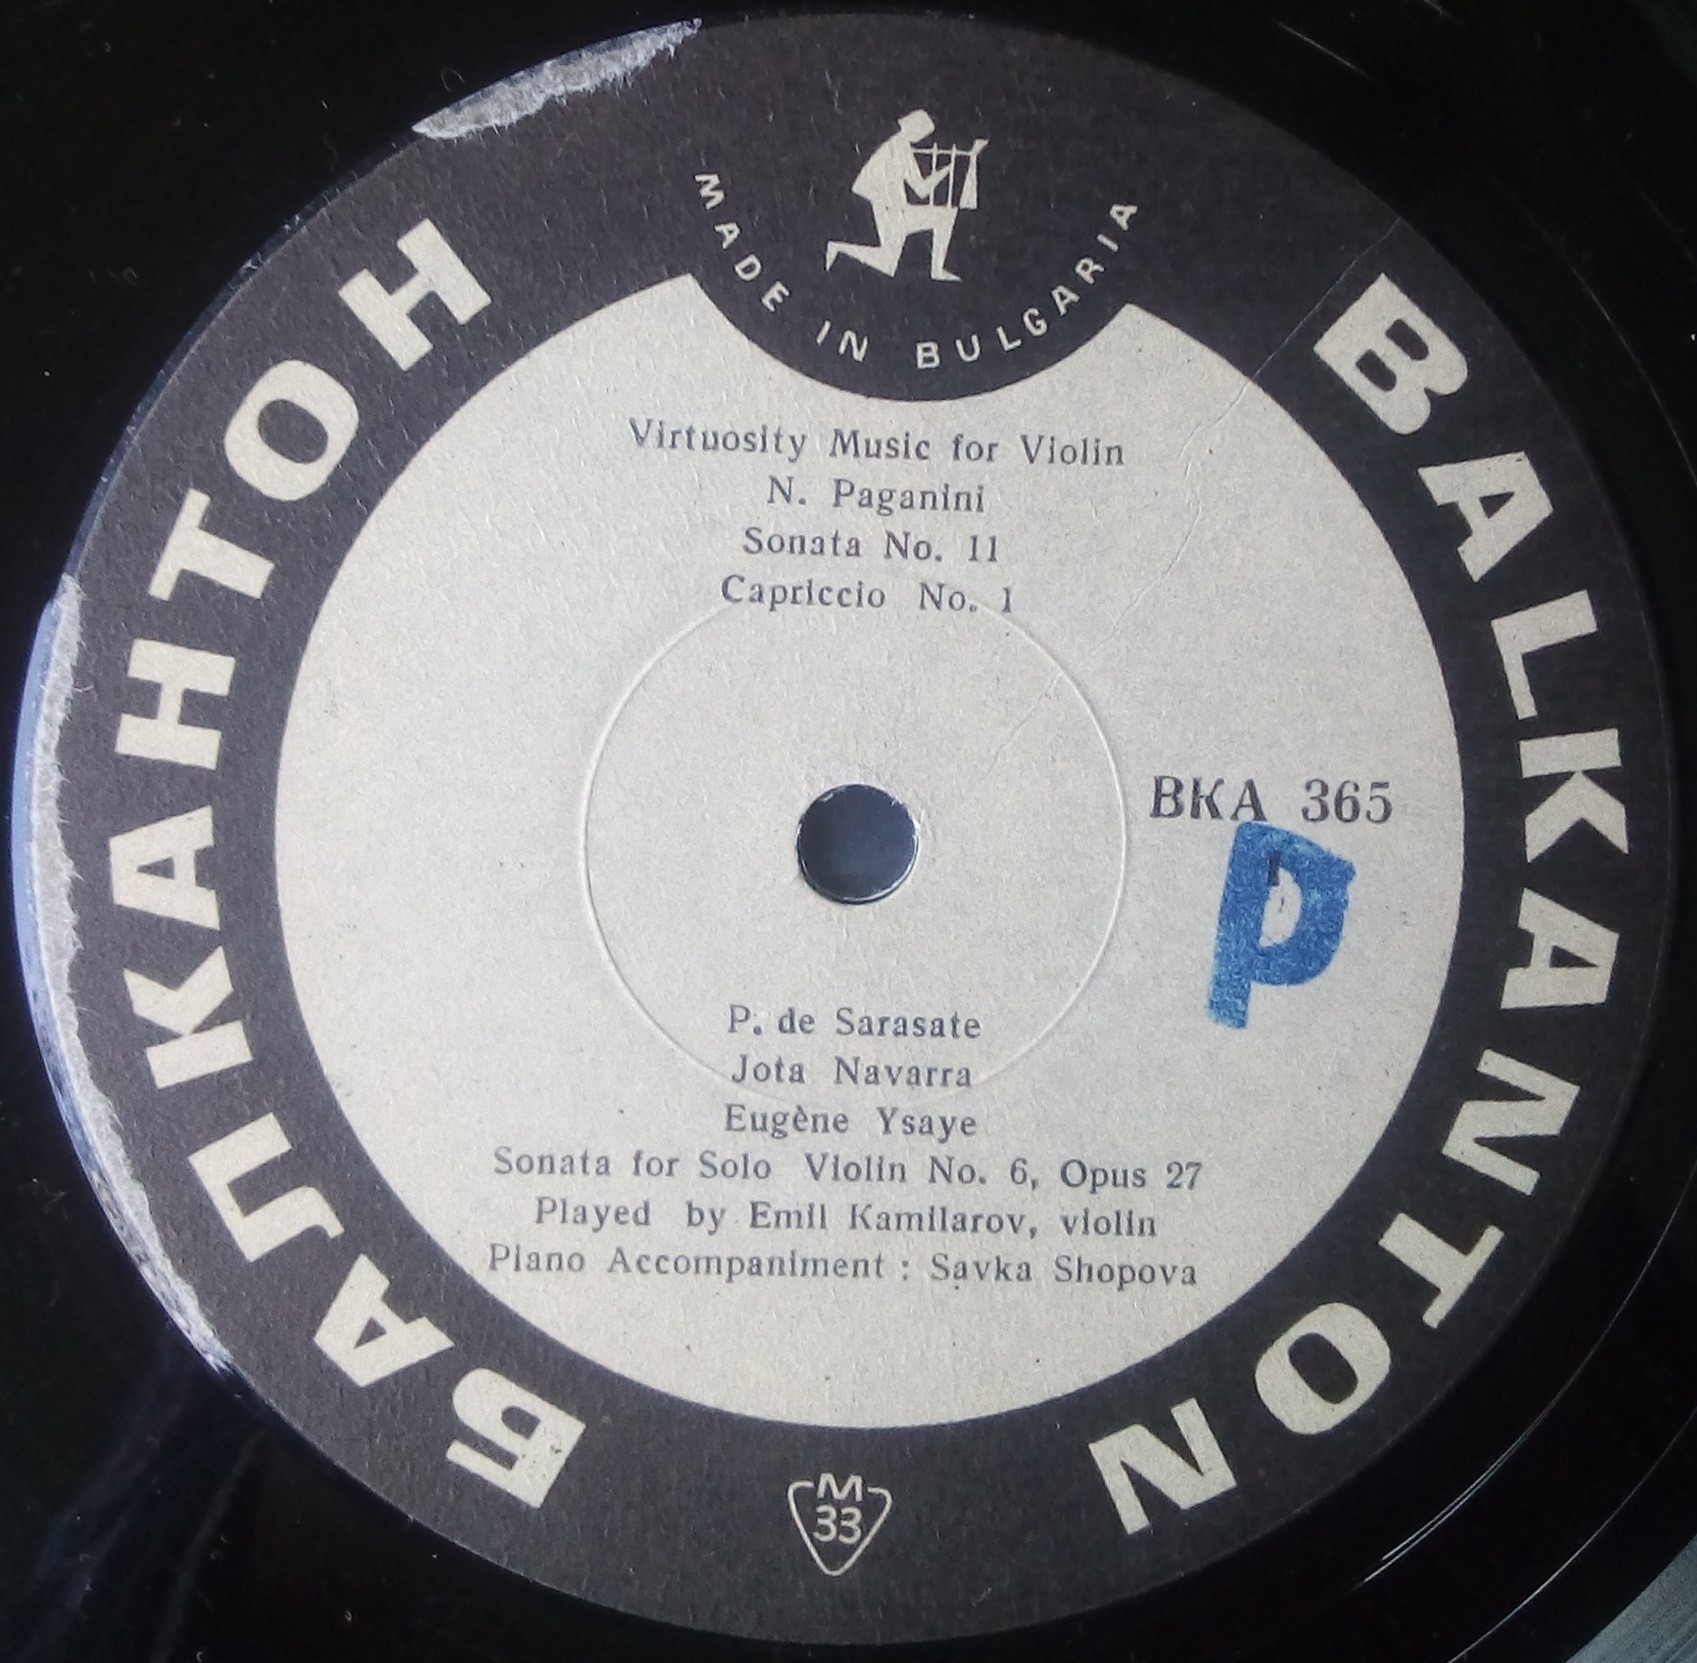 MADE IN BULGARIA
БАЛКАНТОН
BALKANTON
Virtuosity Music for Violin
N. Paganini
Sonata No. 11
Capriccio No. 1
BKA 365
P
P. de Sarasate
Jota Navarra
Eugène Ysaye
Sonata for Solo Violin No. 6, Opus 27
Played by Emil Kamilarov, violin
Piano Accompaniment : Savka Shopova
M
33